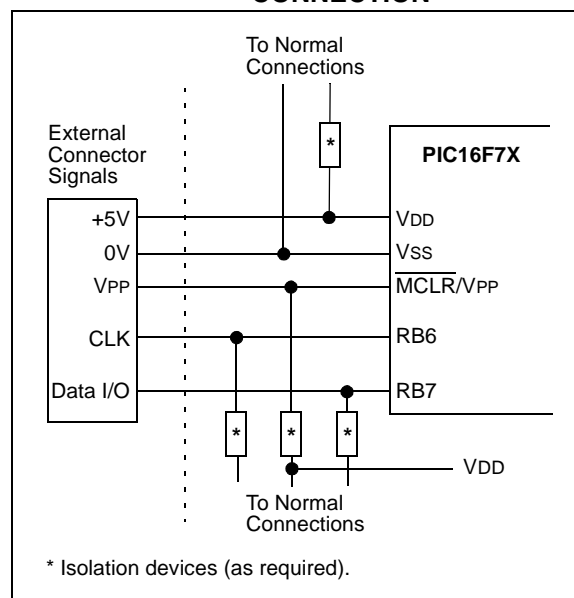 CONNECTION
To Normal
Connections
External
Connector
Signals
*
PIC16F7X
+5V
VDD
0V
VSS
VPP
MCLR/VPP
CLK
RB6
Data I/O
RB7
* * *
VDD
To Normal
Connections
* Isolation devices (as required).